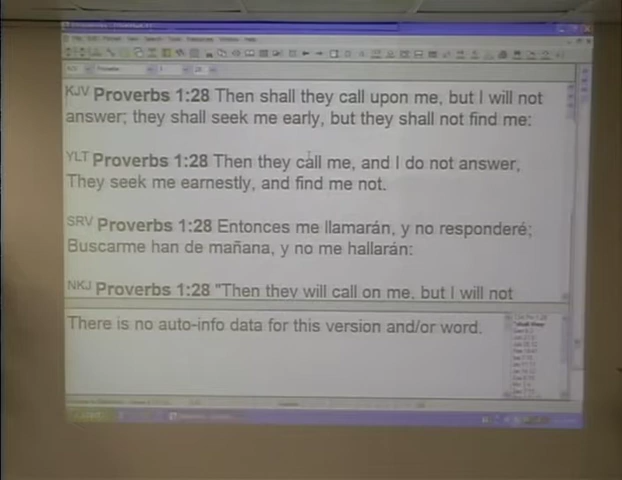 KJV Proverbs 1:28 Then shall they call upon me, but I will not
answer; they shall seek me early, but they shall not find me:
YLT Proverbs 1:28 Then they call me, and I do not answer,
They seek me earnestly, and find me not.
SRV Proverbs 1:28 Entonces me llamarán, y no responderé;
Buscarme han de mañana, y no me hallarán:
NKJ Proverbs 1:28 "Then they will call on me, but I will not
There is no auto-info data for this version and/or word.